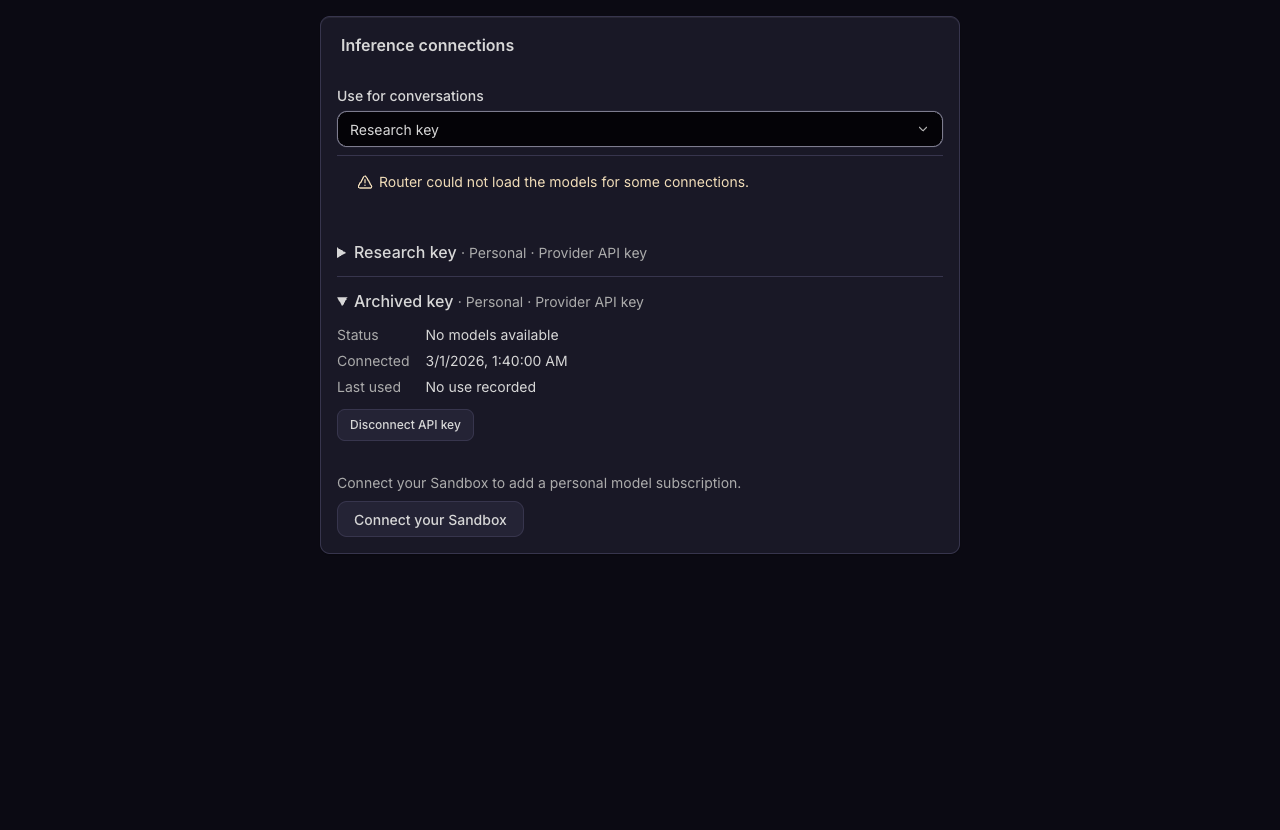 Inference connections
Use for conversations
Research key
Router could not load the models for some connections.
Research key · Personal · Provider API key
Archived key · Personal · Provider API key
Status No models available
Connected 3/1/2026, 1:40:00 AM
Last used No use recorded
Disconnect API key
Connect your Sandbox to add a personal model subscription.
Connect your Sandbox